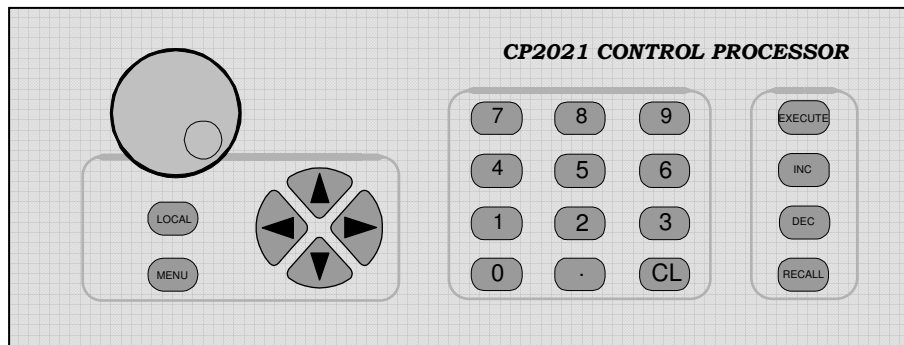 CP2021 CONTROL PROCESSOR
7 8 9 EXECUTE
4 5 6 INC
LOCAL 1 2 3 DEC
MENU 0 . CL RECALL